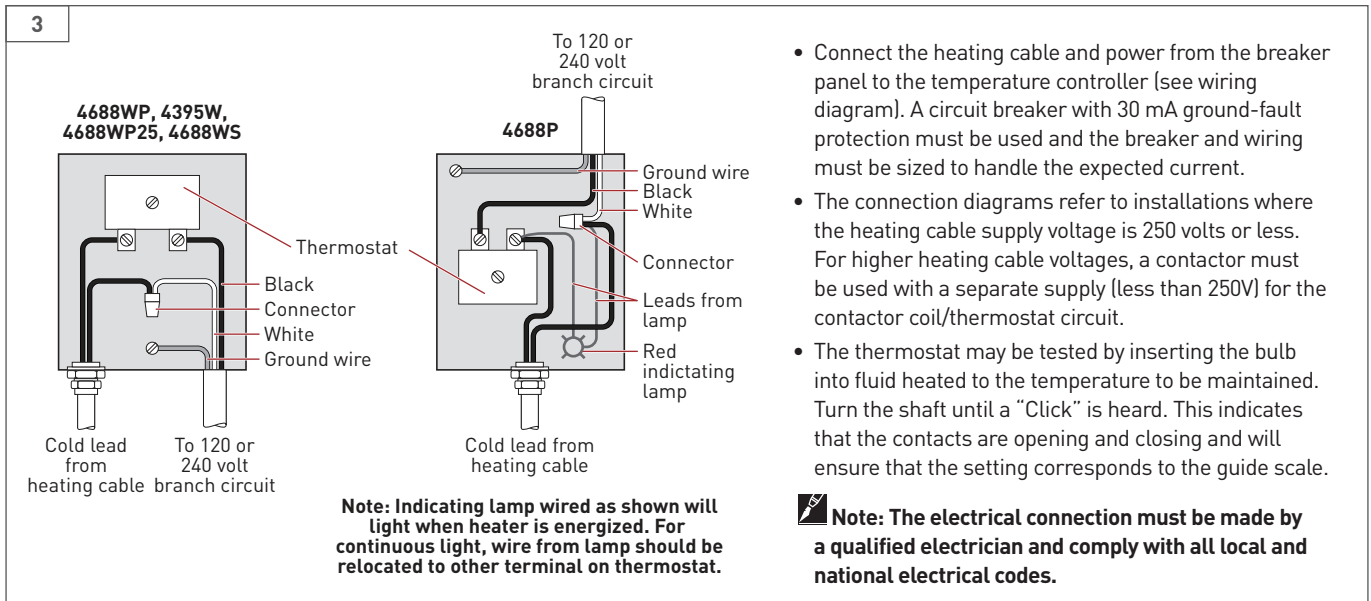 3
4688WP, 4395W,
4688WP25, 4688WS
Thermostat
Black
Connector
White
Ground wire
Cold lead
from
heating cable
To 120 or
240 volt
branch circuit
To 120 or
240 volt
branch circuit
4688P
Ground wire
Black
White
Connector
Leads from
lamp
Red
indictating
lamp
Cold lead from
heating cable
Note: Indicating lamp wired as shown will
light when heater is energized. For
continuous light, wire from lamp should be
relocated to other terminal on thermostat.
• Connect the heating cable and power from the breaker
panel to the temperature controller (see wiring
diagram). A circuit breaker with 30 mA ground-fault
protection must be used and the breaker and wiring
must be sized to handle the expected current.
• The connection diagrams refer to installations where
the heating cable supply voltage is 250 volts or less.
For higher heating cable voltages, a contactor must
be used with a separate supply (less than 250V) for the
contactor coil/thermostat circuit.
• The thermostat may be tested by inserting the bulb
into fluid heated to the temperature to be maintained.
Turn the shaft until a “Click” is heard. This indicates
that the contacts are opening and closing and will
ensure that the setting corresponds to the guide scale.
Note: The electrical connection must be made by
a qualified electrician and comply with all local and
national electrical codes.